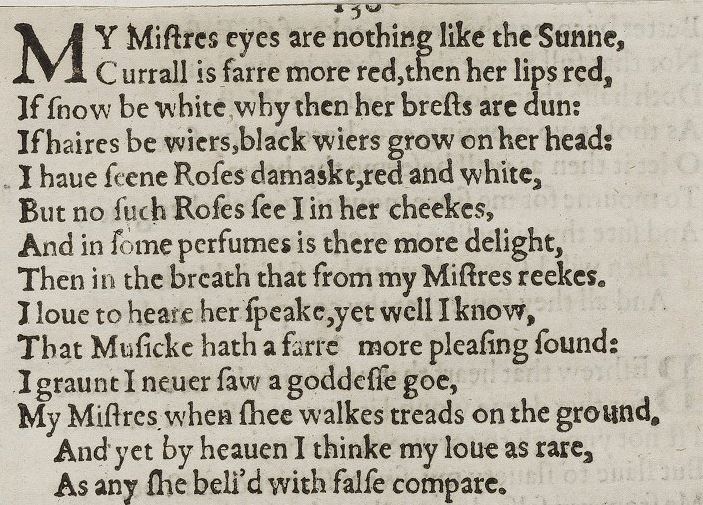 130
MY Miſtres eyes are nothing like the Sunne,
Currall is farre more red,then her lips red,
If ſnow be white,why then her breſts are dun:
If haires be wiers,black wiers grow on her head:
I haue ſeene Roſes damaskt,red and white,
But no ſuch Roſes ſee I in her cheekes,
And in ſome perfumes is there more delight,
Then in the breath that from my Miſtres reekes.
I loue to heare her ſpeake,yet well I know,
That Muſicke hath a farre more pleaſing ſound:
I graunt I neuer ſaw a goddeſſe goe,
My Miſtres when ſhee walkes treads on the ground.
And yet by heauen I thinke my loue as rare,
As any ſhe beli'd with falſe compare.